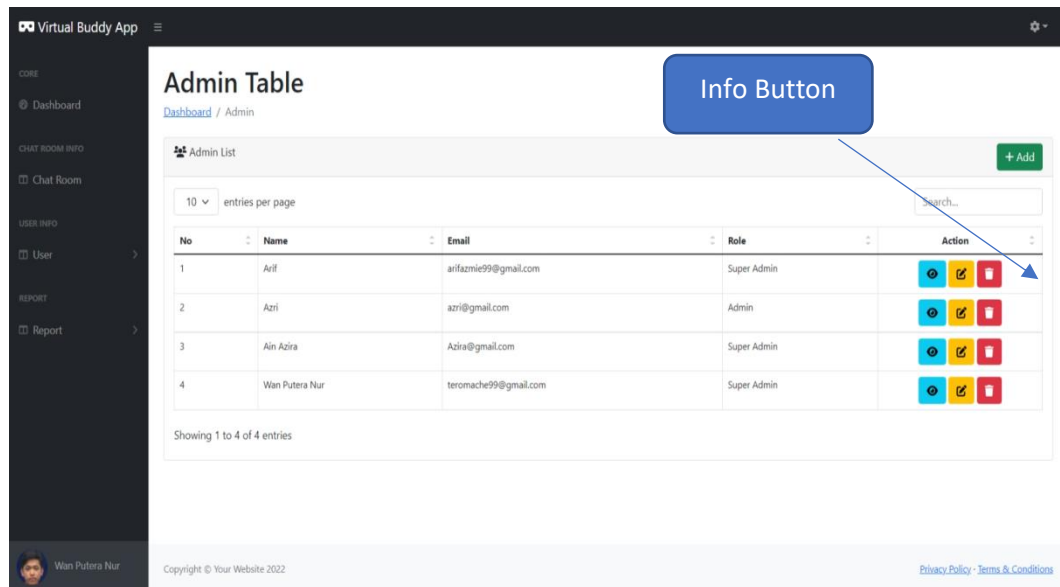 Virtual Buddy App
Info Button
CORE
Dashboard
CHAT ROOM INFO
Chat Room
USER INFO
User
REPORT
Report
Wan Putera Nur
Admin Table
Dashboard / Admin
Admin List
+ Add
10 entries per page
Search...
No Name Email Role Action
1 Arif arifazmie99@gmail.com Super Admin
2 Azri azri@gmail.com Admin
3 Ain Azira Azira@gmail.com Super Admin
4 Wan Putera Nur teromache99@gmail.com Super Admin
Showing 1 to 4 of 4 entries
Copyright © Your Website 2022
Privacy Policy · Terms & Conditions